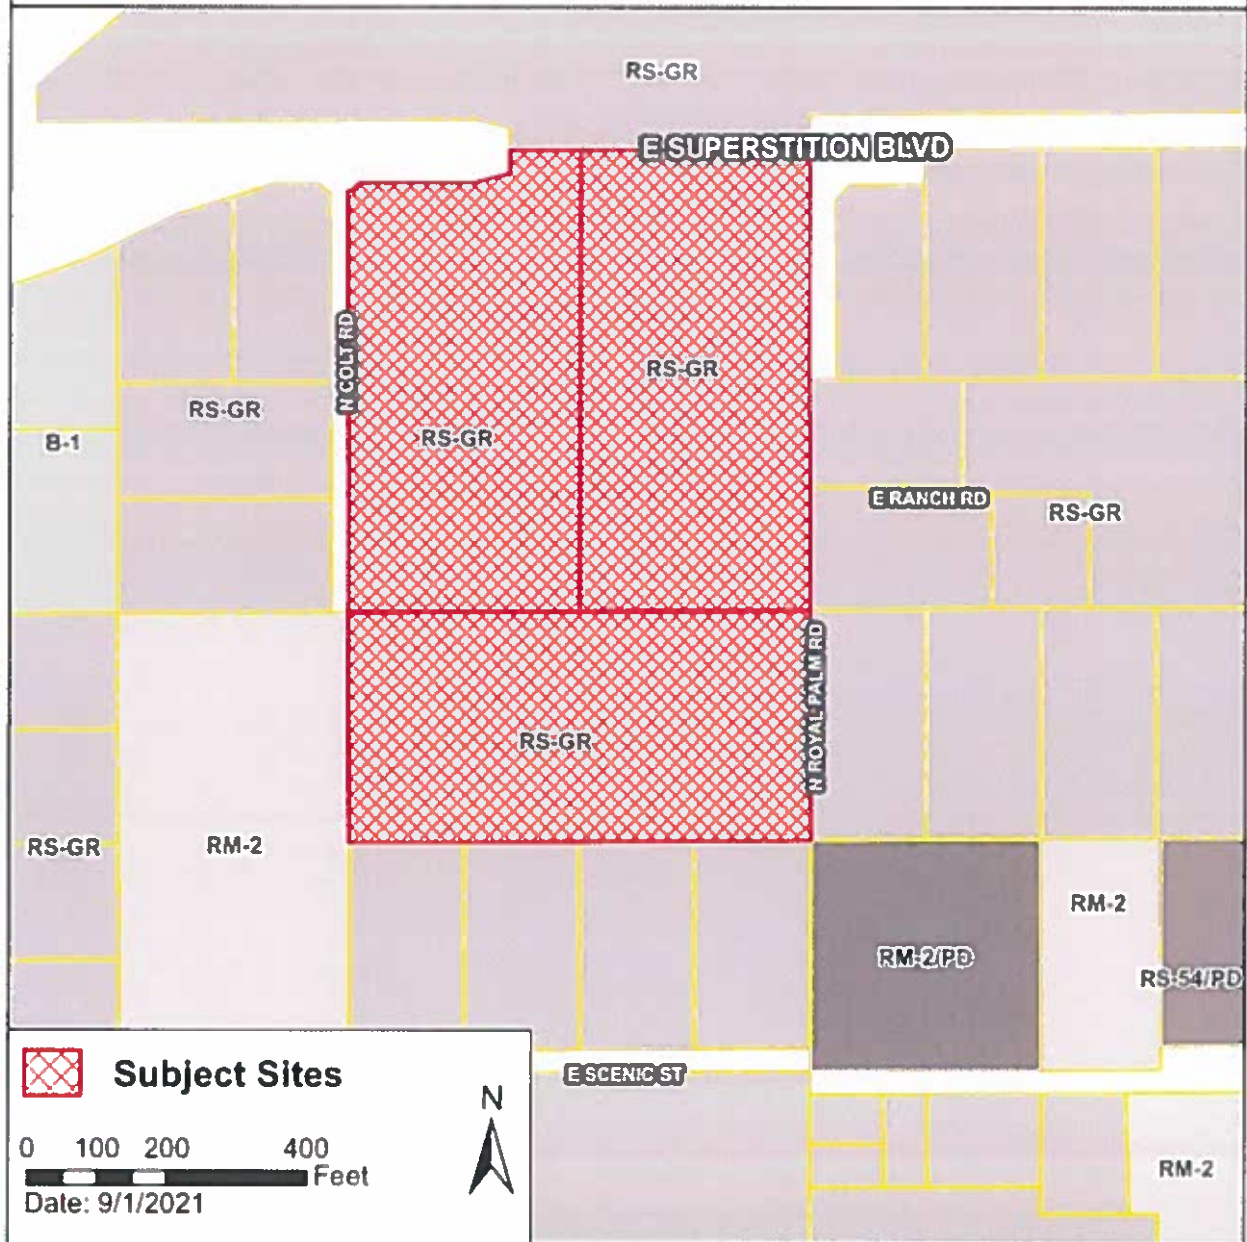 RS-GR
E SUPERSTITION BLVD
N COLT RD
RS-GR
RS-GR
B-1
RS-GR
E RANCH RD
RS-GR
N ROYAL PALM RD
RS-GR
RS-GR
RM-2
RM-2
RM-2/PD
RS-54/PD
Subject Sites
E SCENIC ST
N
0 100 200 400
Feet
Date: 9/1/2021
RM-2